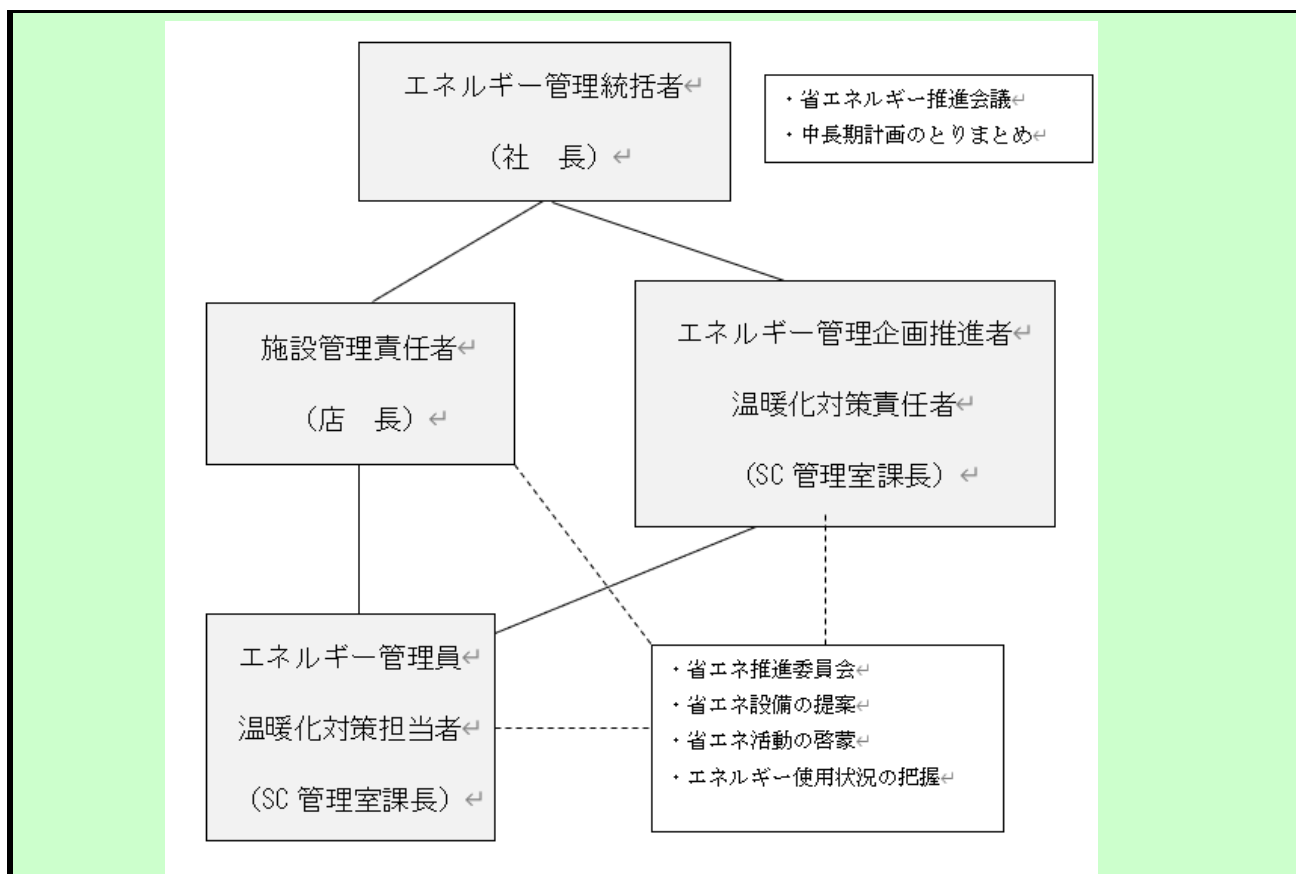 エネルギー管理統括者↵
（社　長）↵
・省エネルギー推進会議↵
・中長期計画のとりまとめ↵
施設管理責任者↵
（店　長）↵
エネルギー管理企画推進者↵
温暖化対策責任者↵
（SC 管理室課長）↵
エネルギー管理員↵
温暖化対策担当者↵
（SC 管理室課長）↵
・省エネ推進委員会↵
・省エネ設備の提案↵
・省エネ活動の啓蒙↵
・エネルギー使用状況の把握↵